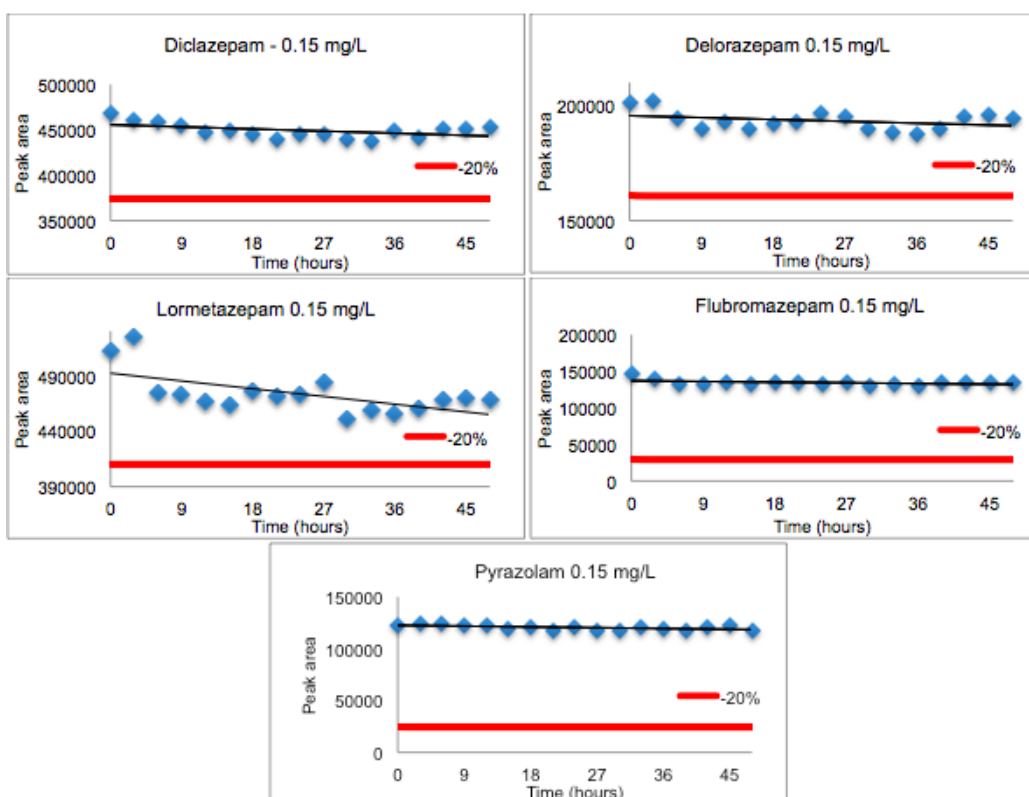 Diclazepam - 0.15 mg/L
500000
450000
400000
350000
Peak area
-20%
0 9 18 27 36 45
Time (hours)
Delorazepam 0.15 mg/L
200000
150000
Peak area
-20%
0 9 18 27 36 45
Time (hours)
Lormetazepam 0.15 mg/L
490000
440000
390000
Peak area
-20%
0 9 18 27 36 45
Time (hours)
Flubromazepam 0.15 mg/L
200000
150000
100000
50000
0
Peak area
-20%
0 9 18 27 36 45
Time (hours)
Pyrazolam 0.15 mg/L
150000
100000
50000
0
Peak area
-20%
0 9 18 27 36 45
Time (hours)